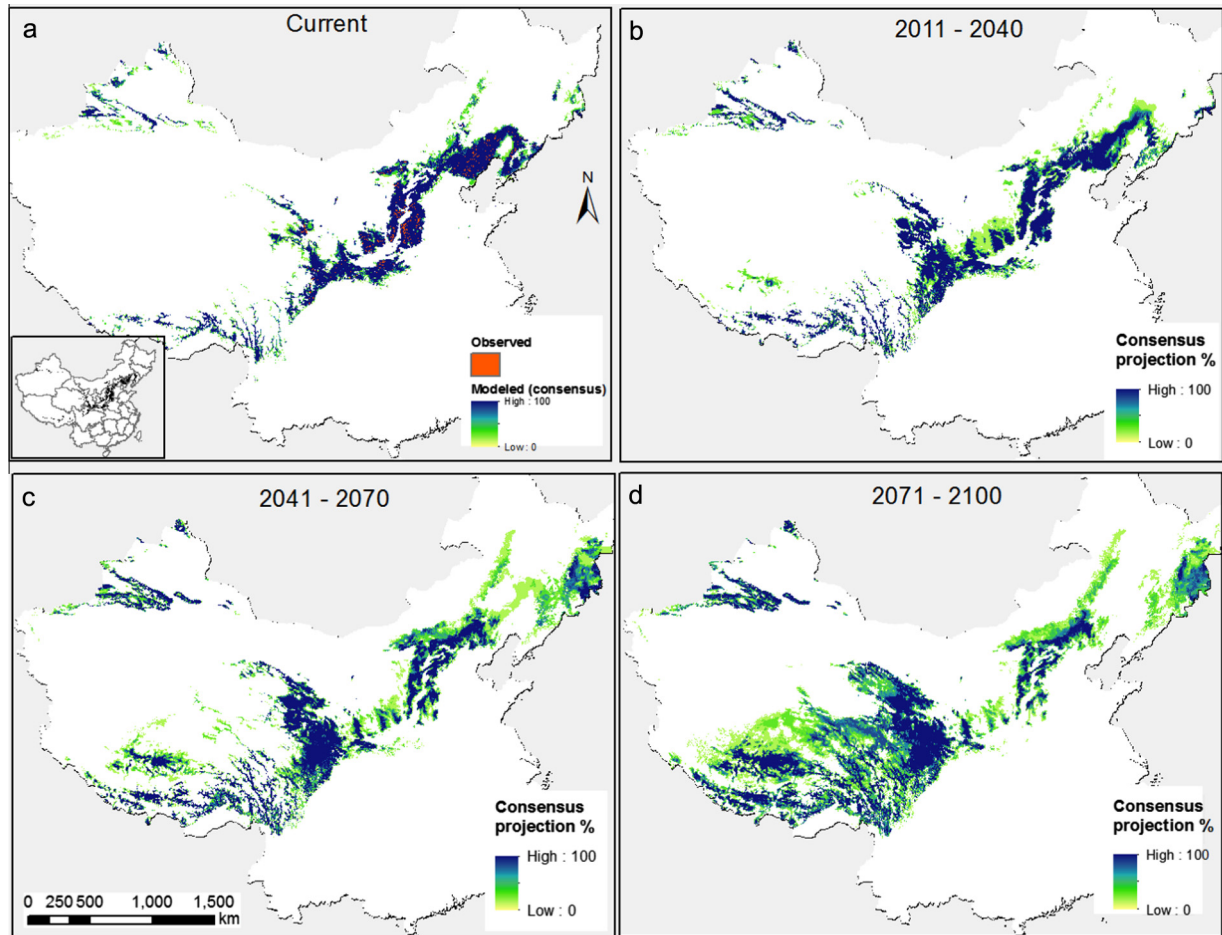 a
Current
N
Observed
Modeled (consensus)
High : 100
Low : 0
b
2011 - 2040
Consensus
projection %
High : 100
Low : 0
c
2041 - 2070
Consensus
projection %
High : 100
Low : 0
0 250 500 1,000 1,500
km
d
2071 - 2100
Consensus
projection %
High : 100
Low : 0